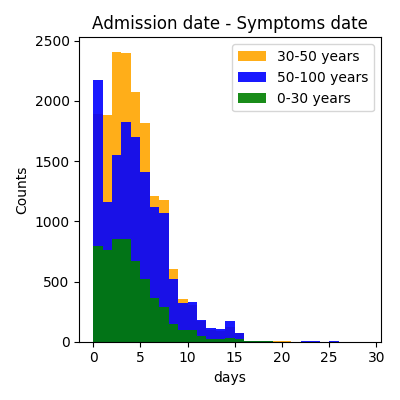 Admission date - Symptoms date
2500
2000
1500
1000
500
0
Counts
30-50 years
50-100 years
0-30 years
0 5 10 15 20 25 30
days